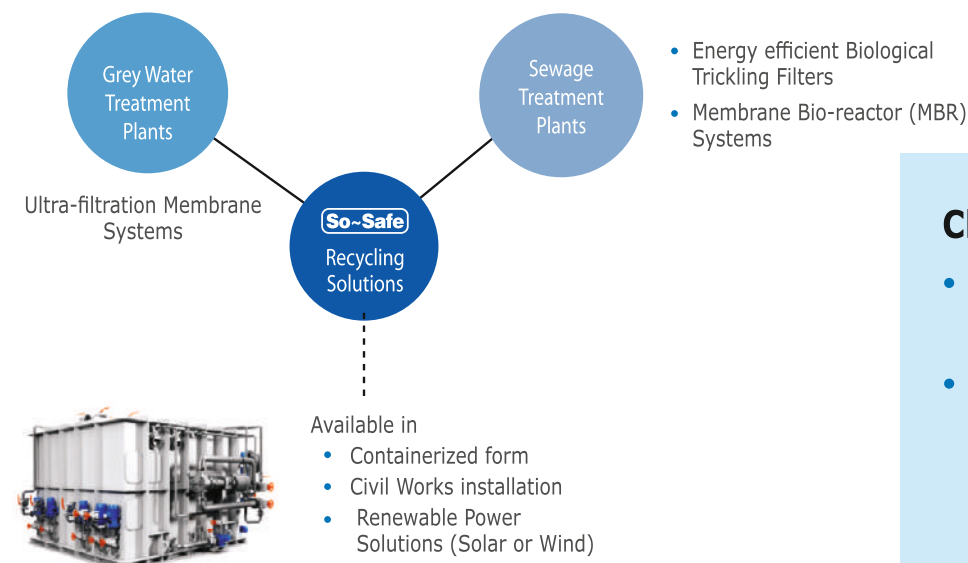 Grey Water
Treatment
Plants
Sewage
Treatment
Plants
• Energy efficient Biological
Trickling Filters
• Membrane Bio-reactor (MBR)
Systems
Ultra-filtration Membrane
Systems
So~Safe
Recycling
Solutions
Available in
• Containerized form
• Civil Works installation
• Renewable Power
Solutions (Solar or Wind)